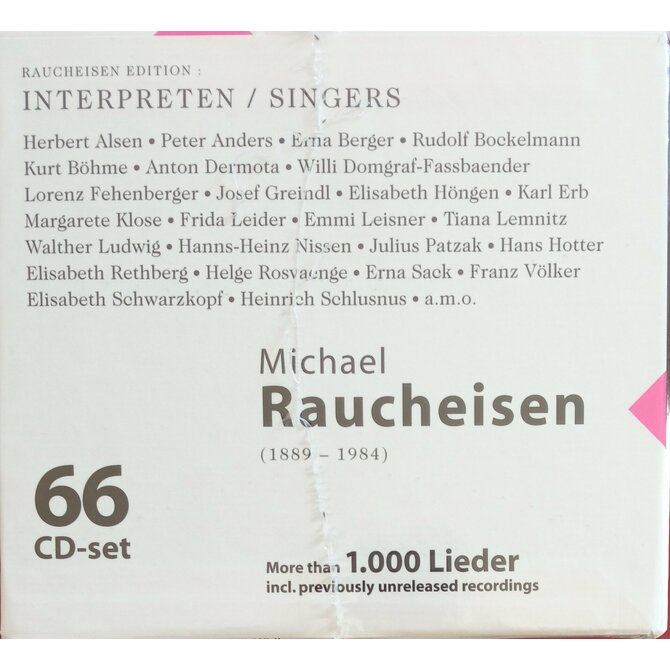 RAUCHEISEN EDITION :
INTERPRETEN / SINGERS
Herbert Alsen • Peter Anders • Erna Berger • Rudolf Bockelmann
Kurt Böhme • Anton Dermota • Willi Domgraf-Fassbaender
Lorenz Fehenberger • Josef Greindl • Elisabeth Höngen • Karl Erb
Margarete Klose • Frida Leider • Emmi Leisner • Tiana Lemnitz
Walther Ludwig • Hanns-Heinz Nissen • Julius Patzak • Hans Hotter
Elisabeth Rethberg • Helge Rosvaenge • Erna Sack • Franz Völker
Elisabeth Schwarzkopf • Heinrich Schlusnus • a.m.o.
Michael
Raucheisen
(1889 – 1984)
66
CD-set
More than 1.000 Lieder
incl. previously unreleased recordings